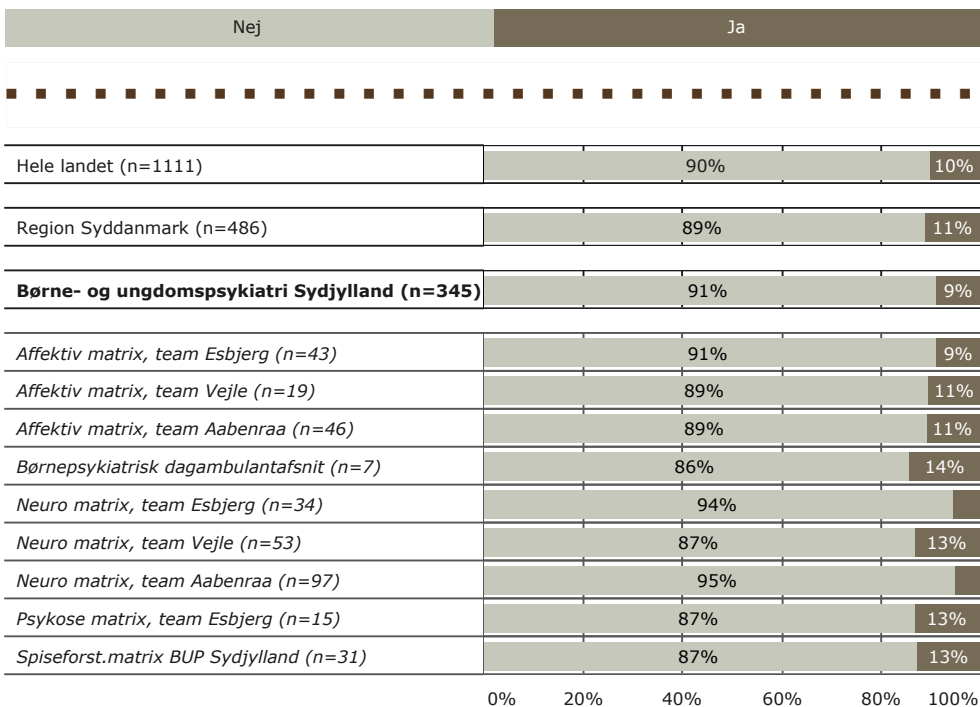 Nej Ja
Hele landet (n=1111) 90% 10%
Region Syddanmark (n=486) 89% 11%
Børne- og ungdomspsykiatri Sydjylland (n=345) 91% 9%
Affektiv matrix, team Esbjerg (n=43) 91% 9%
Affektiv matrix, team Vejle (n=19) 89% 11%
Affektiv matrix, team Aabenraa (n=46) 89% 11%
Børnepsykiatrisk dagambulantafsnit (n=7) 86% 14%
Neuro matrix, team Esbjerg (n=34) 94%
Neuro matrix, team Vejle (n=53) 87% 13%
Neuro matrix, team Aabenraa (n=97) 95%
Psykose matrix, team Esbjerg (n=15) 87% 13%
Spiseforst.matrix BUP Sydjylland (n=31) 87% 13%
0% 20% 40% 60% 80% 100%